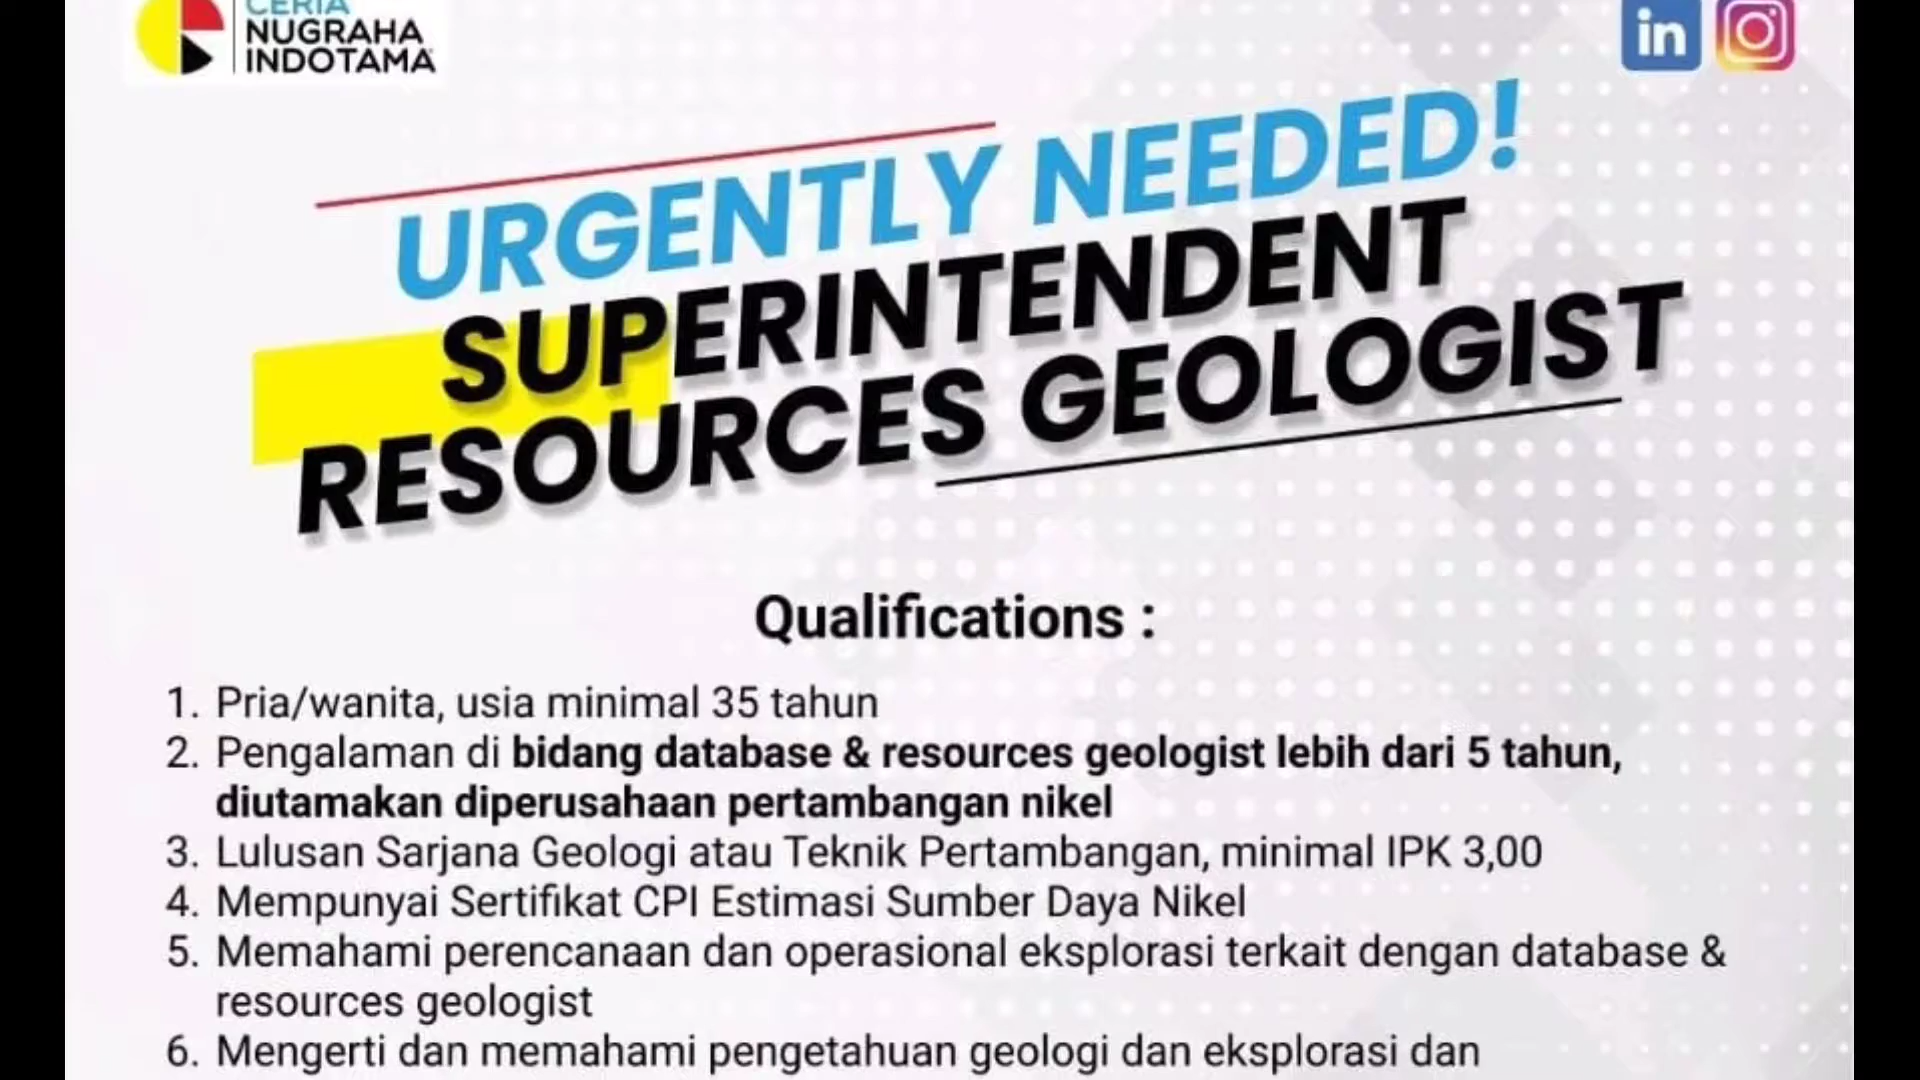 CERIA
NUGRAHA
INDOTAMA
in
URGENTLY NEEDED!
SUPERINTENDENT
RESOURCES GEOLOGIST
Qualifications :
1. Pria/wanita, usia minimal 35 tahun
2. Pengalaman di bidang database & resources geologist lebih dari 5 tahun,
diutamakan diperusahaan pertambangan nikel
3. Lulusan Sarjana Geologi atau Teknik Pertambangan, minimal IPK 3,00
4. Mempunyai Sertifikat CPI Estimasi Sumber Daya Nikel
5. Memahami perencanaan dan operasional eksplorasi terkait dengan database &
resources geologist
6. Mengerti dan memahami pengetahuan geologi dan eksplorasi dan